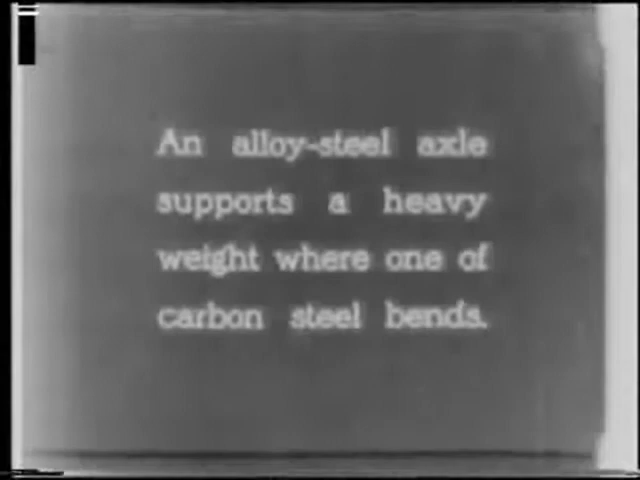 An alloy-steel axle
supports a heavy
weight where one of
carbon steel bends.